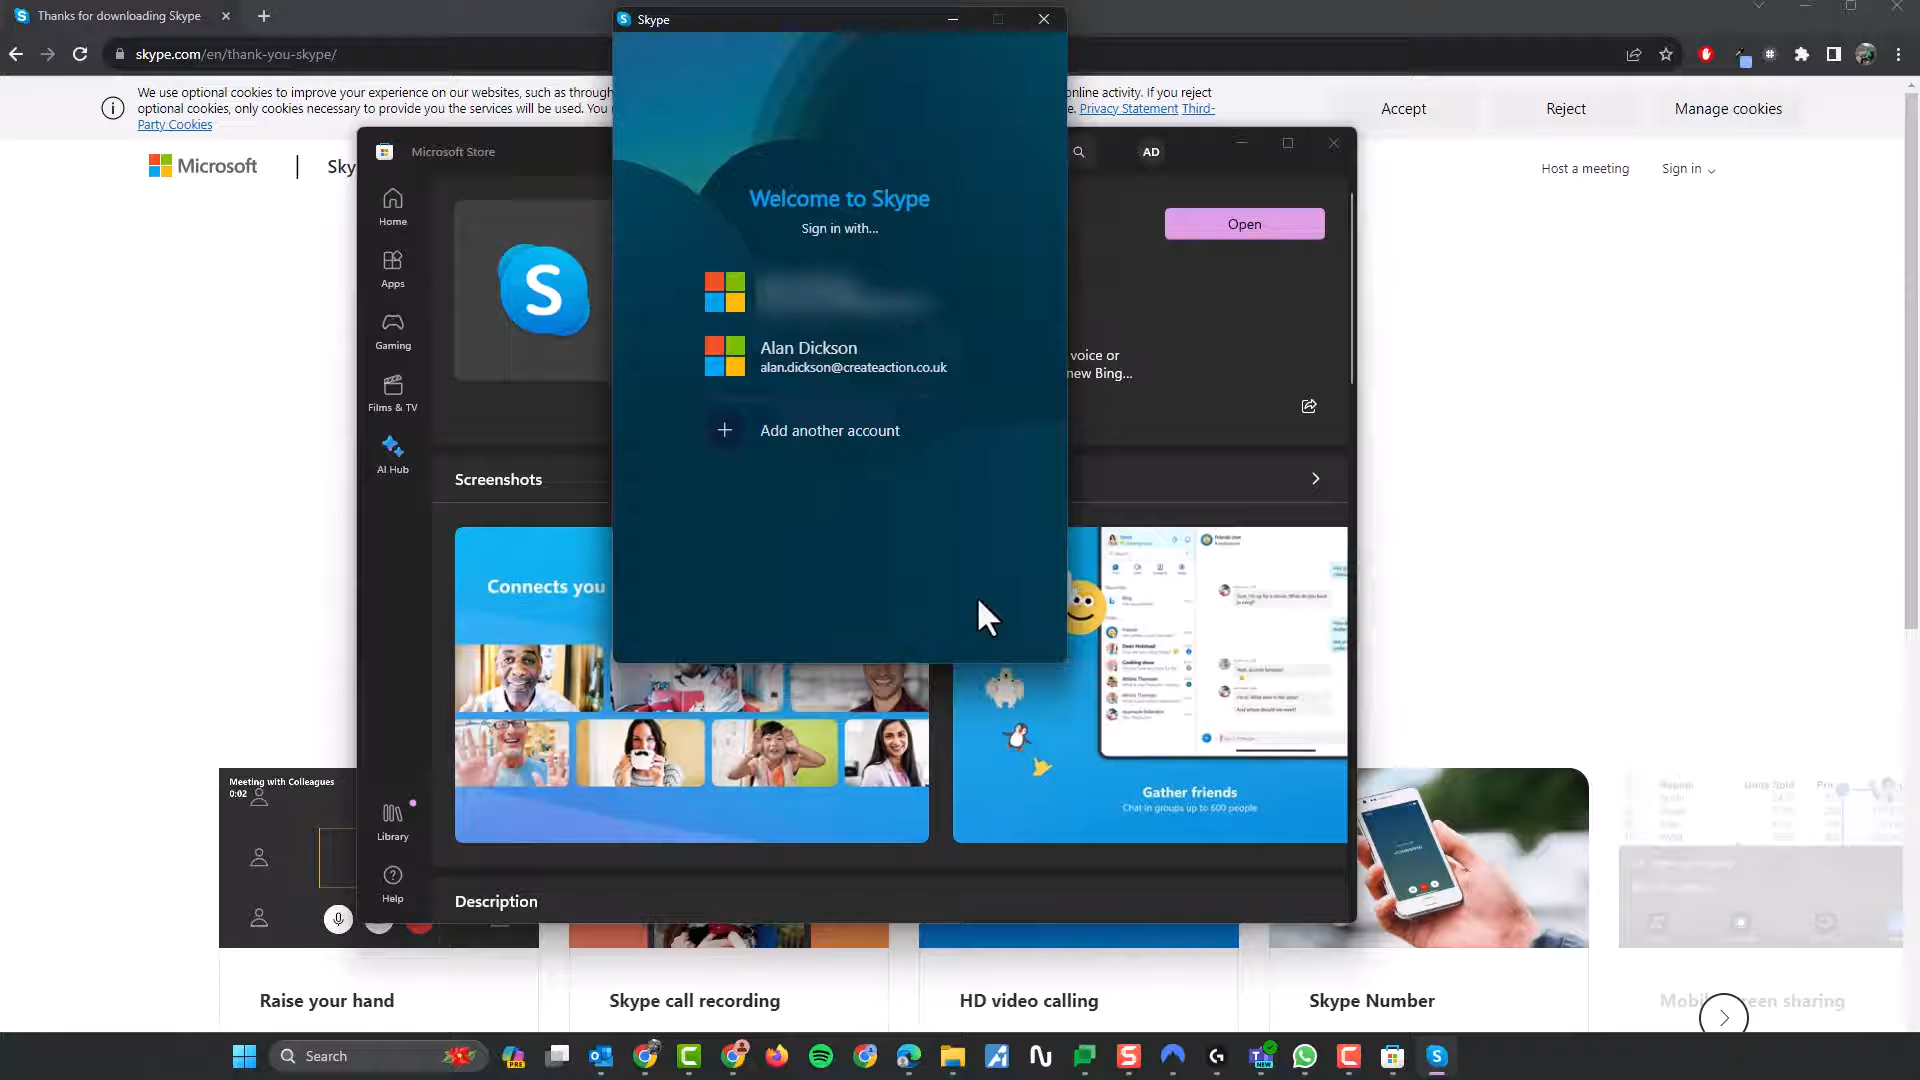 Thanks for downloading Skype
skype.com/en/thank-you-skype/
Skype
We use optional cookies to improve your experience on our websites, such as through
optional cookies, only cookies necessary to provide you the services will be used. You
Party Cookies
online activity. If you reject
e. Privacy Statement Third-
Accept
Reject
Manage cookies
Microsoft
Sky
Host a meeting
Sign in
Microsoft Store
AD
Home
Apps
Gaming
Films & TV
AI Hub
Library
Help
Open
voice or
new Bing...
Welcome to Skype
Sign in with...
Alan Dickson
alan.dickson@createaction.co.uk
Add another account
Screenshots
Connects you
Gather friends
Chat in groups up to 600 people
Description
Meeting with Colleagues
0:02
Raise your hand
Skype call recording
HD video calling
Skype Number
Mobile screen sharing
Search
PRE
NEW